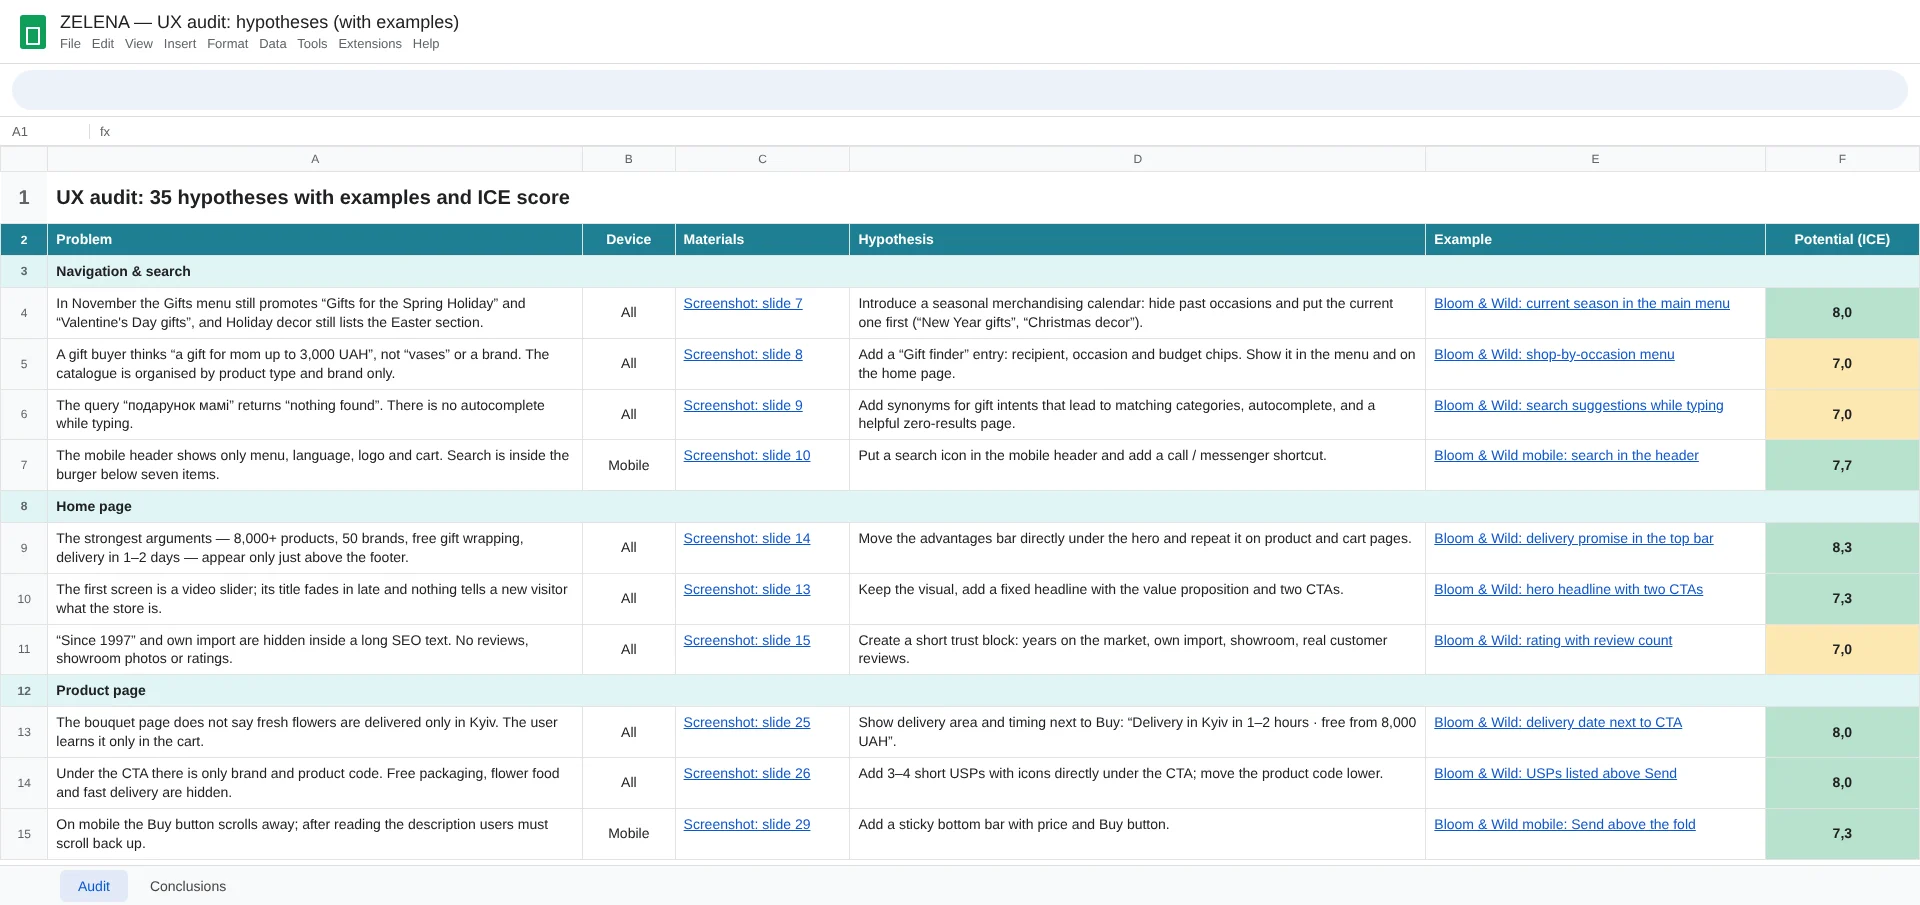 ZELENA — UX audit: hypotheses (with examples)
File Edit View Insert Format Data Tools Extensions Help
A1 fx
A B C D E F
1 UX audit: 35 hypotheses with examples and ICE score
2 Problem Device Materials Hypothesis Example Potential (ICE)
3 Navigation & search
4 In November the Gifts menu still promotes “Gifts for the Spring Holiday” and
“Valentine's Day gifts”, and Holiday decor still lists the Easter section.
All
Screenshot: slide 7
Introduce a seasonal merchandising calendar: hide past occasions and put the current
one first (“New Year gifts”, “Christmas decor”).
Bloom & Wild: current season in the main menu
8,0
5 A gift buyer thinks “a gift for mom up to 3,000 UAH”, not “vases” or a brand. The
catalogue is organised by product type and brand only.
All
Screenshot: slide 8
Add a “Gift finder” entry: recipient, occasion and budget chips. Show it in the menu and on
the home page.
Bloom & Wild: shop-by-occasion menu
7,0
6 The query “подарунок мамі” returns “nothing found”. There is no autocomplete
while typing.
All
Screenshot: slide 9
Add synonyms for gift intents that lead to matching categories, autocomplete, and a
helpful zero-results page.
Bloom & Wild: search suggestions while typing
7,0
7 The mobile header shows only menu, language, logo and cart. Search is inside the
burger below seven items.
Mobile
Screenshot: slide 10
Put a search icon in the mobile header and add a call / messenger shortcut.
Bloom & Wild mobile: search in the header
7,7
8 Home page
9 The strongest arguments — 8,000+ products, 50 brands, free gift wrapping,
delivery in 1–2 days — appear only just above the footer.
All
Screenshot: slide 14
Move the advantages bar directly under the hero and repeat it on product and cart pages.
Bloom & Wild: delivery promise in the top bar
8,3
10 The first screen is a video slider; its title fades in late and nothing tells a new visitor
what the store is.
All
Screenshot: slide 13
Keep the visual, add a fixed headline with the value proposition and two CTAs.
Bloom & Wild: hero headline with two CTAs
7,3
11 “Since 1997” and own import are hidden inside a long SEO text. No reviews,
showroom photos or ratings.
All
Screenshot: slide 15
Create a short trust block: years on the market, own import, showroom, real customer
reviews.
Bloom & Wild: rating with review count
7,0
12 Product page
13 The bouquet page does not say fresh flowers are delivered only in Kyiv. The user
learns it only in the cart.
All
Screenshot: slide 25
Show delivery area and timing next to Buy: “Delivery in Kyiv in 1–2 hours · free from 8,000
UAH”.
Bloom & Wild: delivery date next to CTA
8,0
14 Under the CTA there is only brand and product code. Free packaging, flower food
and fast delivery are hidden.
All
Screenshot: slide 26
Add 3–4 short USPs with icons directly under the CTA; move the product code lower.
Bloom & Wild: USPs listed above Send
8,0
15 On mobile the Buy button scrolls away; after reading the description users must
scroll back up.
Mobile
Screenshot: slide 29
Add a sticky bottom bar with price and Buy button.
Bloom & Wild mobile: Send above the fold
7,3
Audit Conclusions